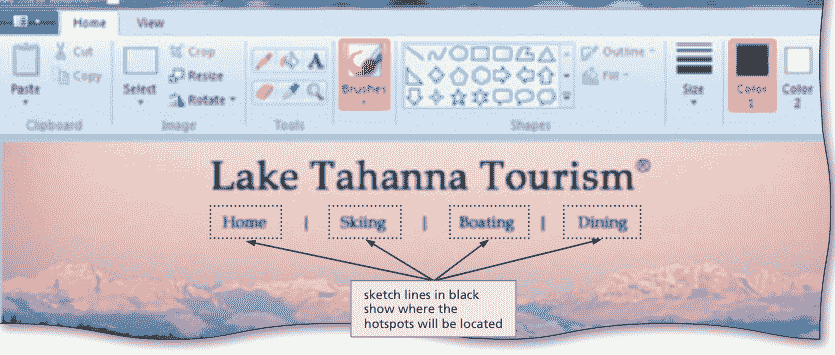 Home View
Cut
Copy
Paste
Clipboard
Crop
Resize
Rotate
Select
Image
A
Tools
Brushes
Shapes
Outline
Fill
Size
Color 1
Color 2
Lake Tahanna Tourism®
Home | Skiing | Boating | Dining
sketch lines in black
show where the
hotspots will be located